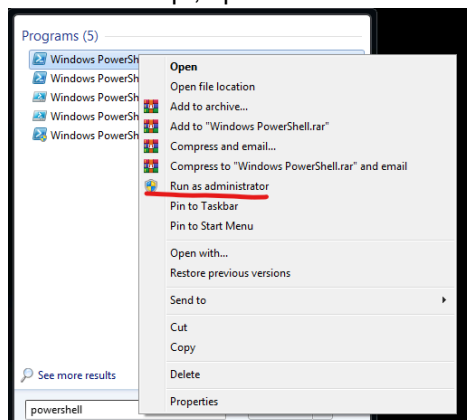 Programs (5)
Windows PowerSh
Windows PowerSh
Windows PowerSh
Windows PowerSh
Windows PowerSh
Open
Open file location
Add to archive...
Add to "Windows PowerShell.rar"
Compress and email...
Compress to "Windows PowerShell.rar" and email
Run as administrator
Pin to Taskbar
Pin to Start Menu
Open with...
Restore previous versions
Send to
Cut
Copy
Delete
Properties
See more results
powershell